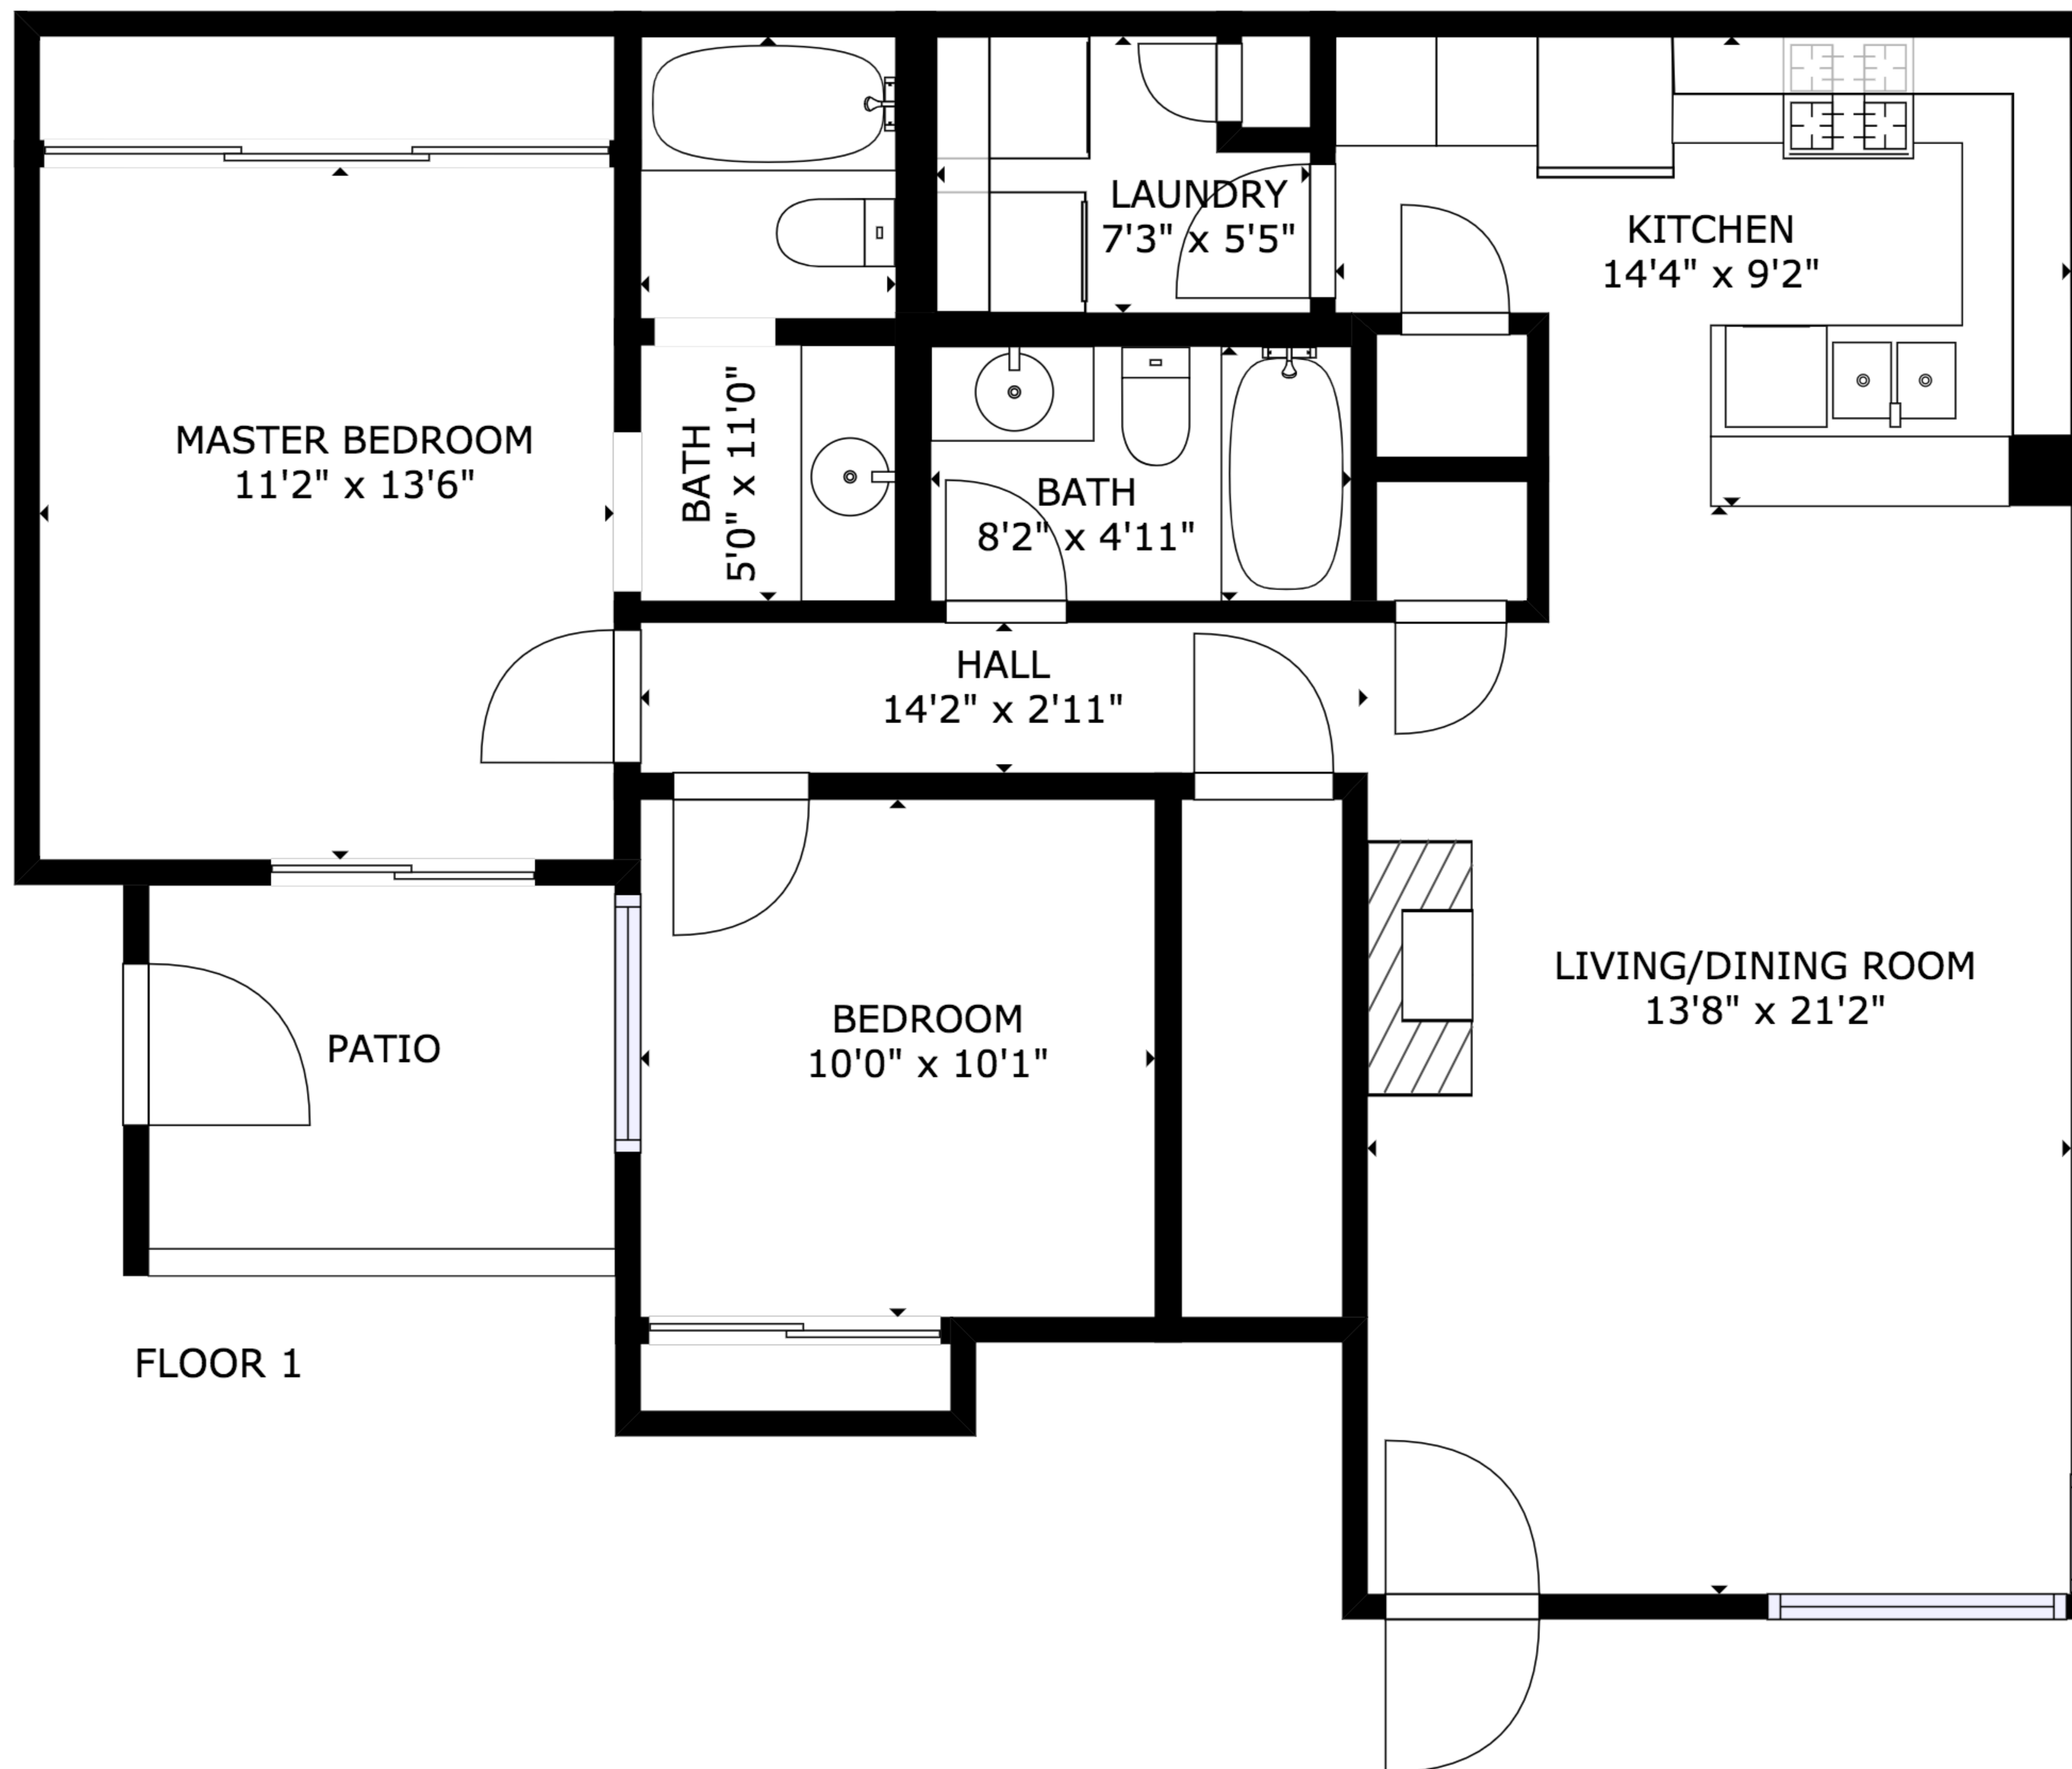 LAUNDRY
7'3" x 5'5"
KITCHEN
14'4" x 9'2"
MASTER BEDROOM
11'2" x 13'6"
BATH
5'0" x 11'0"
BATH
8'2" x 4'11"
HALL
14'2" x 2'11"
LIVING/DINING ROOM
13'8" x 21'2"
BEDROOM
10'0" x 10'1"
PATIO
FLOOR 1